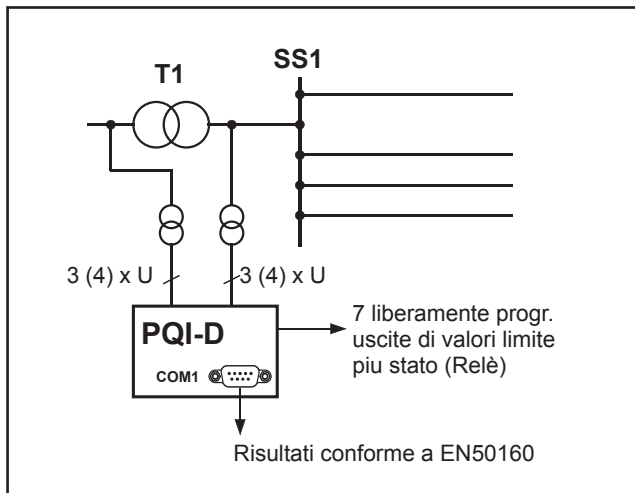 T1
SS1
3 (4) x U
3 (4) x U
PQI-D
COM1
7 liberamente progr.
uscite di valori limite
piu stato (Relè)
Risultati conforme a EN50160